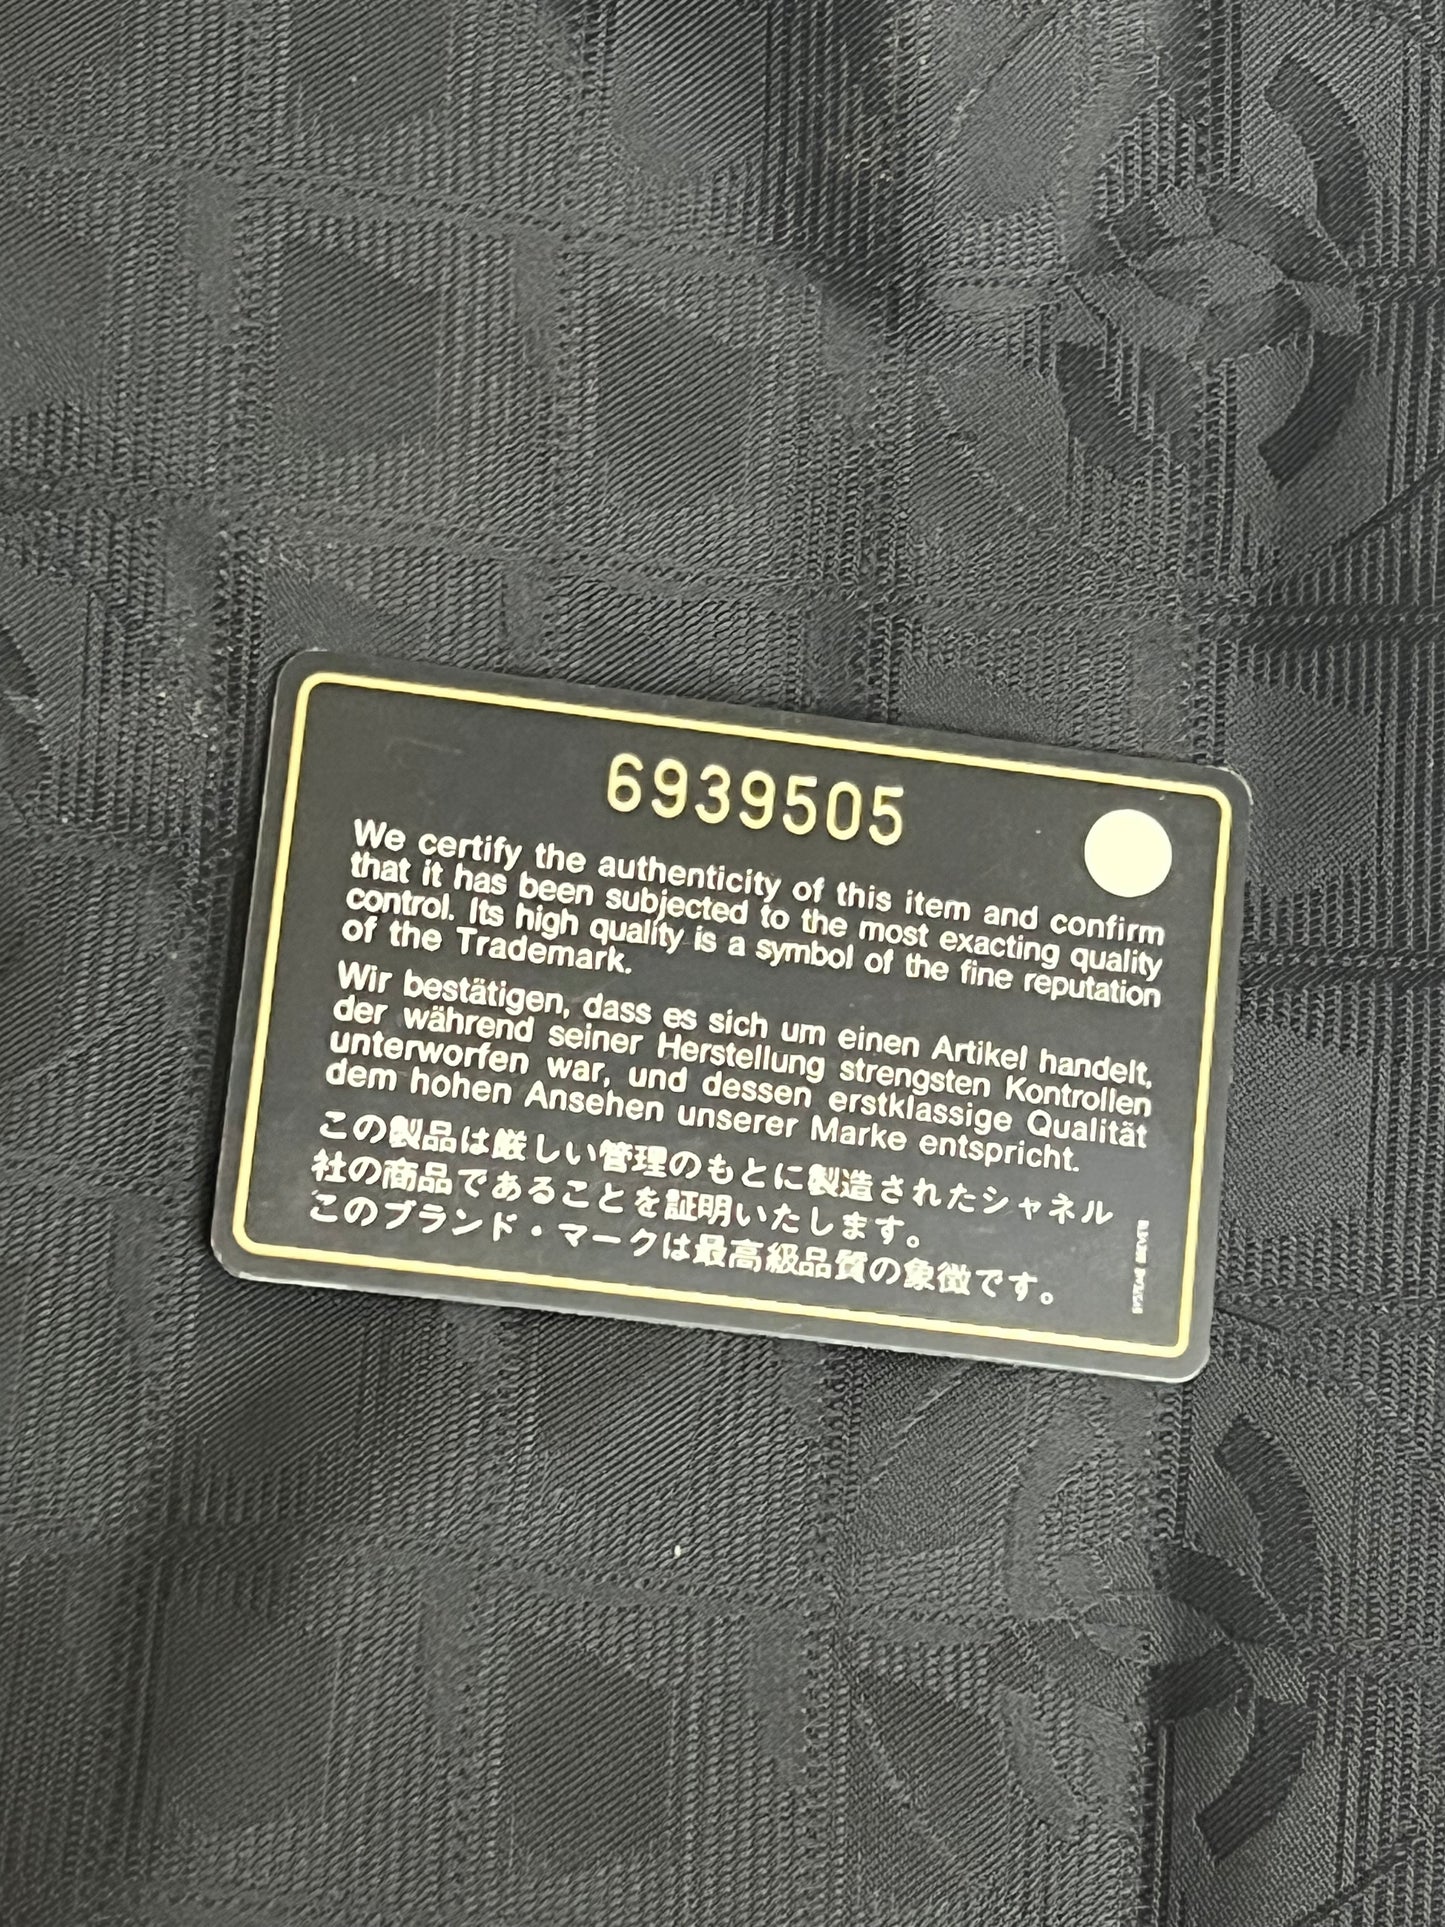 6939505
We certify the authenticity of this item and confirm
that it has been subjected to the most exacting quality
control. Its high quality is a symbol of the fine reputation
of the Trademark.
Wir bestätigen, dass es sich um einen Artikel handelt,
der während seiner Herstellung strengsten Kontrollen
unterworfen war, und dessen erstklassige Qualität
dem hohen Ansehen unserer Marke entspricht.
この製品は厳しい管理のもとに製造されたシャネル
社の商品であることを証明いたします。
このブランド・マークは最高級品質の象徴です。